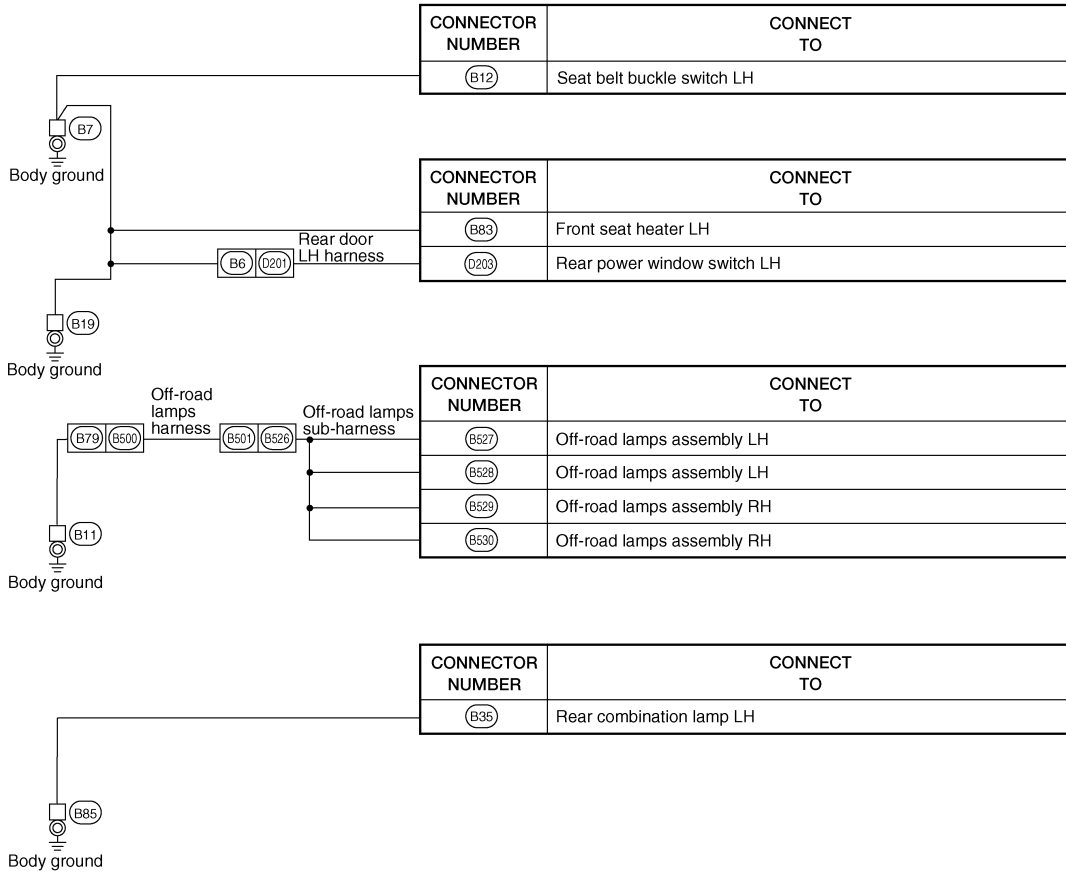 CONNECTOR NUMBER CONNECT TO
B12 Seat belt buckle switch LH
B7
Body ground
CONNECTOR NUMBER CONNECT TO
B83 Front seat heater LH
Rear door
LH harness
B6 D201
D203 Rear power window switch LH
B19
Body ground
CONNECTOR NUMBER CONNECT TO
Off-road
lamps
harness
Off-road lamps
sub-harness
B79 B500 B501 B526
B527 Off-road lamps assembly LH
B528 Off-road lamps assembly LH
B529 Off-road lamps assembly RH
B530 Off-road lamps assembly RH
B11
Body ground
CONNECTOR NUMBER CONNECT TO
B35 Rear combination lamp LH
B85
Body ground